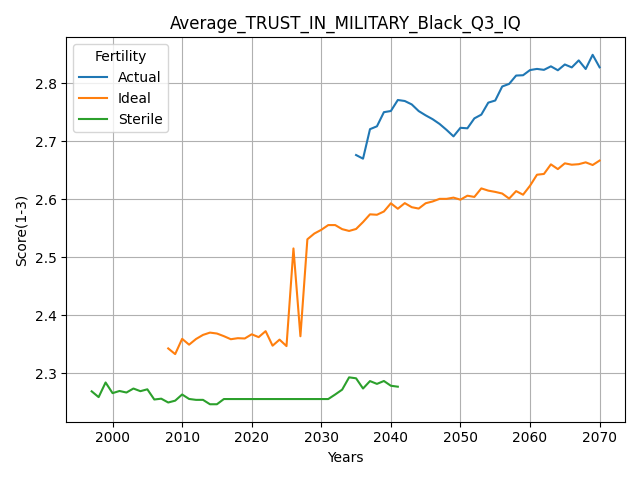 Average_TRUST_IN_MILITARY_Black_Q3_IQ
Fertility
Actual
Ideal
Sterile
Score(1-3)
2.8
2.7
2.6
2.5
2.4
2.3
2000 2010 2020 2030 2040 2050 2060 2070
Years